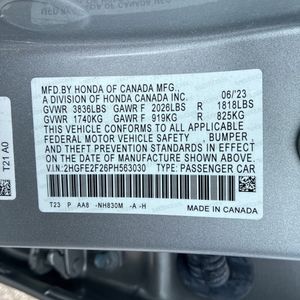 MFD.BY HONDA OF CANADA MFG.,
A DIVISION OF HONDA CANADA INC. 06/'23
GVWR 3836LBS GAWR F 2026LBS R 1818LBS
GVWR 1740KG GAWR F 919KG R 825KG
THIS VEHICLE CONFORMS TO ALL APPLICABLE
FEDERAL MOTOR VEHICLE SAFETY BUMPER
AND THEFT PREVENTION STANDARDS IN EFFECT
ON THE DATE OF MANUFACTURE SHOWN ABOVE.
V.I.N:2HGFE2F26PH563030 TYPE: PASSENGER CAR
T23 P AA8 -NH830M -A -H
MADE IN CANADA
T21 A0